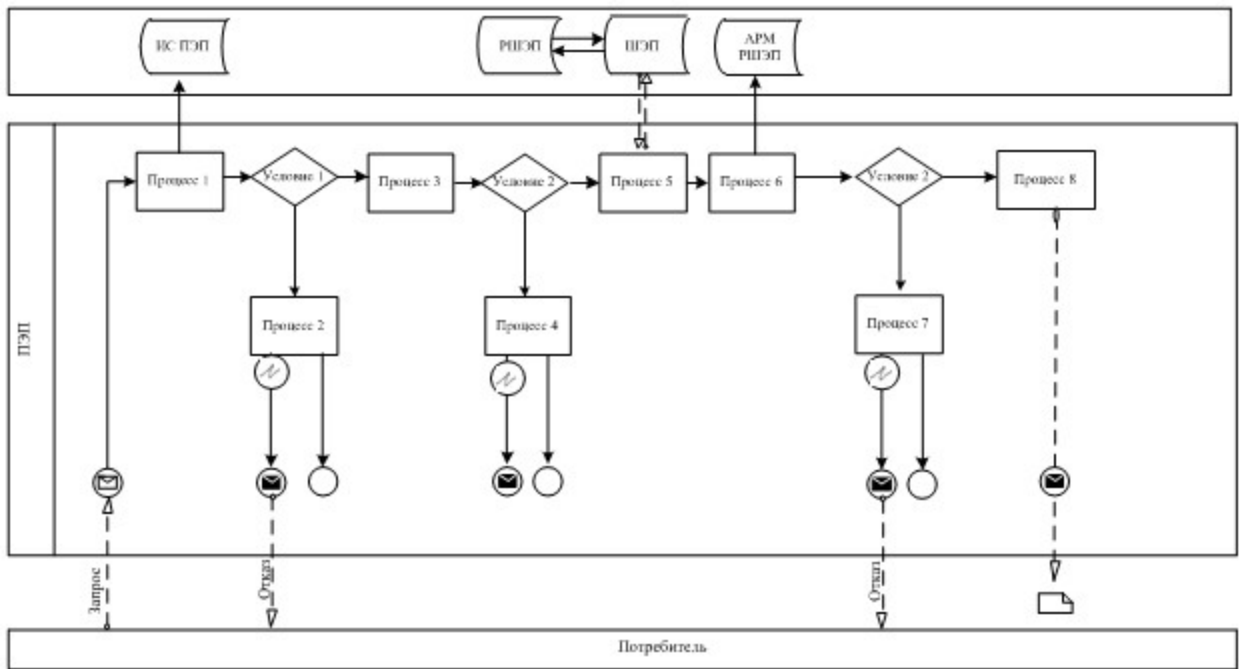 ИС ПЭП
РШЭП
ШЭП
АРМ
РШЭП
Процесс 1
Условие 1
Процесс 3
Условие 2
Процесс 5
Процесс 6
Условие 2
Процесс 8
Процесс 2
Процесс 4
Процесс 7
ПЭП
Запрос
Отказ
Отказ
Потребитель